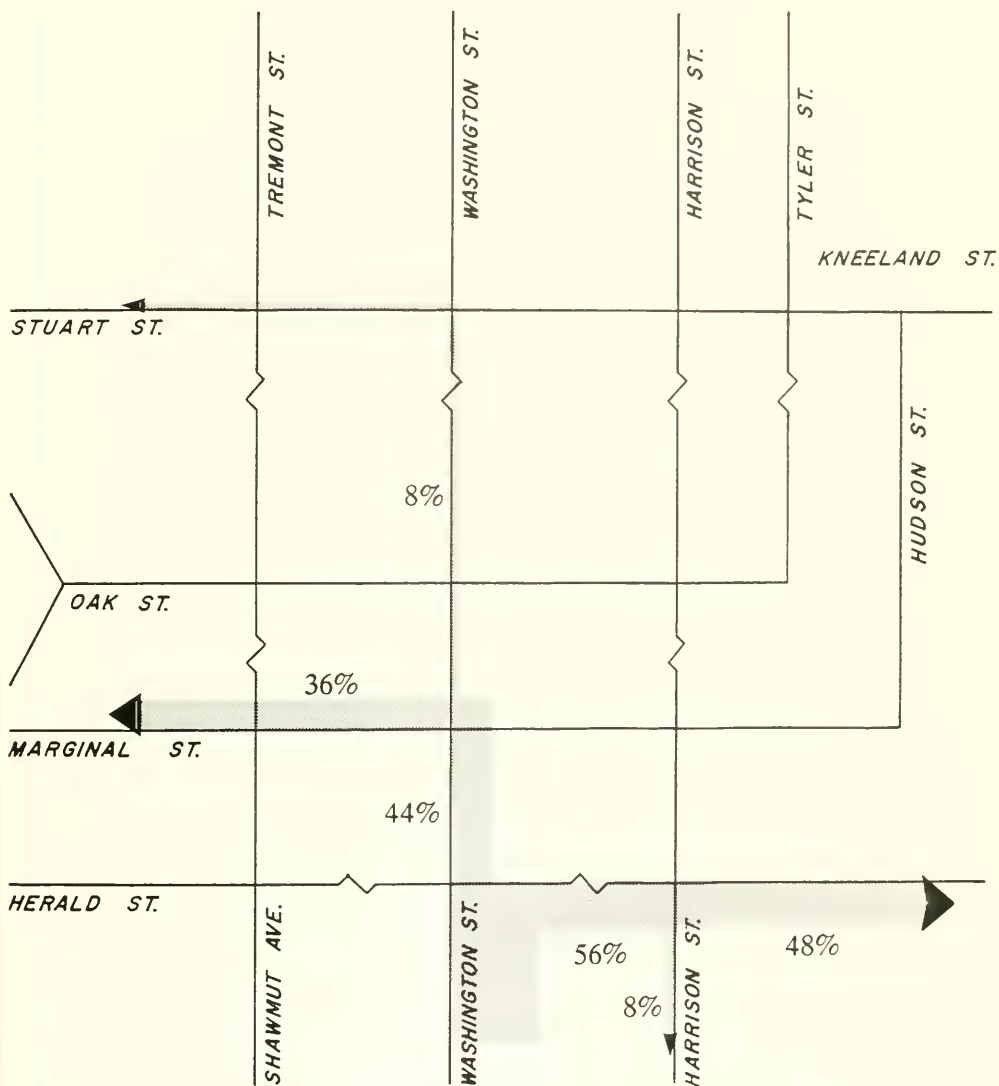 TREMONT ST.
WASHINGTON ST.
HARRISON ST.
TYLER ST.
KNEELAND ST.
STUART ST.
HUDSON ST.
8%
OAK ST.
36%
MARGINAL ST.
44%
HERALD ST.
SHAWMUT AVE.
WASHINGTON ST.
56%
HARRISON ST.
48%
8%